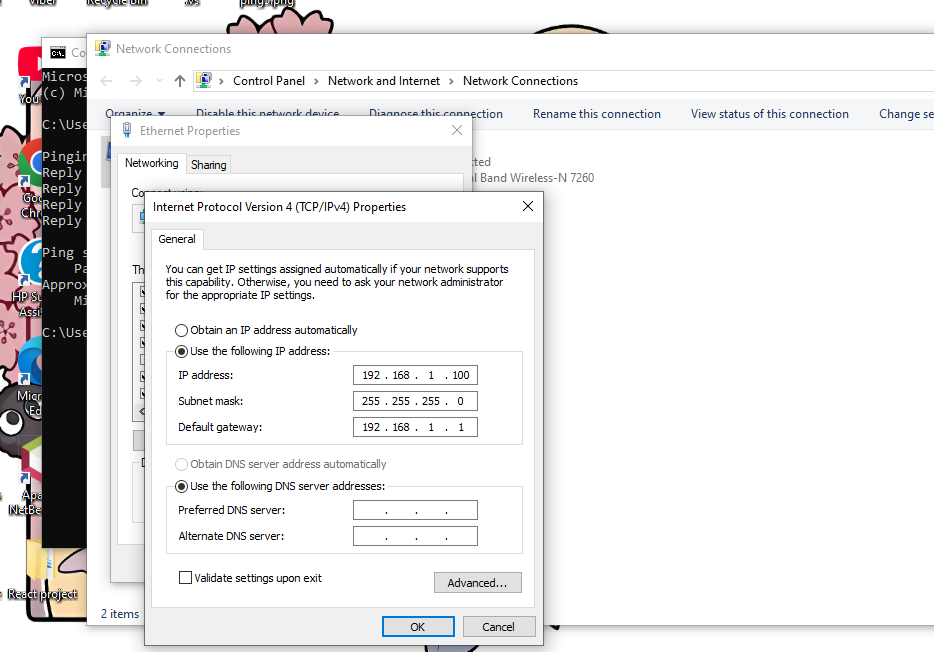 Viber
Recycle Bin
.vs
ping5.png
Network Connections
Control Panel > Network and Internet > Network Connections
Organize Disable this network device Diagnose this connection Rename this connection View status of this connection Change se
Micros
(c) Mi
C:\Use
Pingin
Reply
Reply
Reply
Reply
Ping s
Pa
Approx
Mi
C:\Use
You
Goo
Chr
HP Su
Assis
Micr
Ed
Apa
NetBe
React project
Ethernet Properties
Networking
Sharing
Connect using:
Th
ted
l Band Wireless-N 7260
2 items
Internet Protocol Version 4 (TCP/IPv4) Properties
General
You can get IP settings assigned automatically if your network supports
this capability. Otherwise, you need to ask your network administrator
for the appropriate IP settings.
Obtain an IP address automatically
Use the following IP address:
IP address: 192 . 168 . 1 . 100
Subnet mask: 255 . 255 . 255 . 0
Default gateway: 192 . 168 . 1 . 1
Obtain DNS server address automatically
Use the following DNS server addresses:
Preferred DNS server: . . .
Alternate DNS server: . . .
Validate settings upon exit
Advanced...
OK Cancel